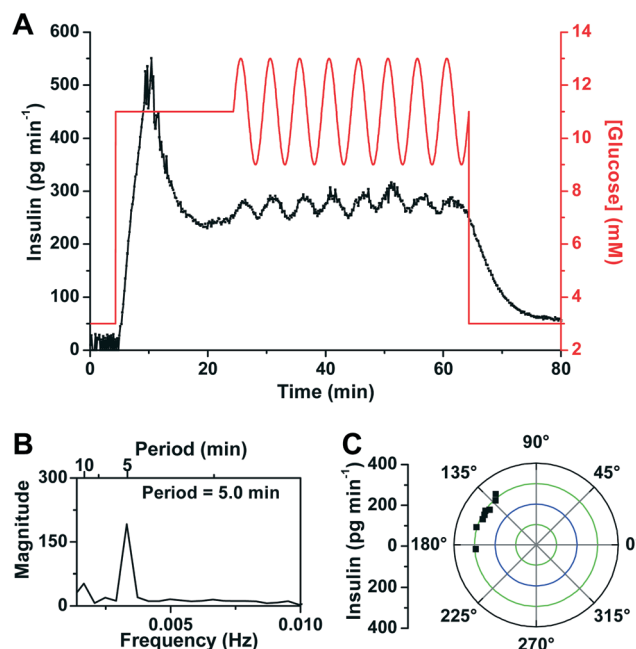 A
600
500
400
300
200
100
0
Insulin (pg min⁻¹)
14
12
10
8
6
4
2
[Glucose] (mM)
0 20 40 60 80
Time (min)
B
Period (min)
10 5
300
150
0
Magnitude
Period = 5.0 min
0.005 0.010
Frequency (Hz)
C
400
200
0
200
400
Insulin (pg min⁻¹)
90°
135° 45°
180° 0
225° 315°
270°